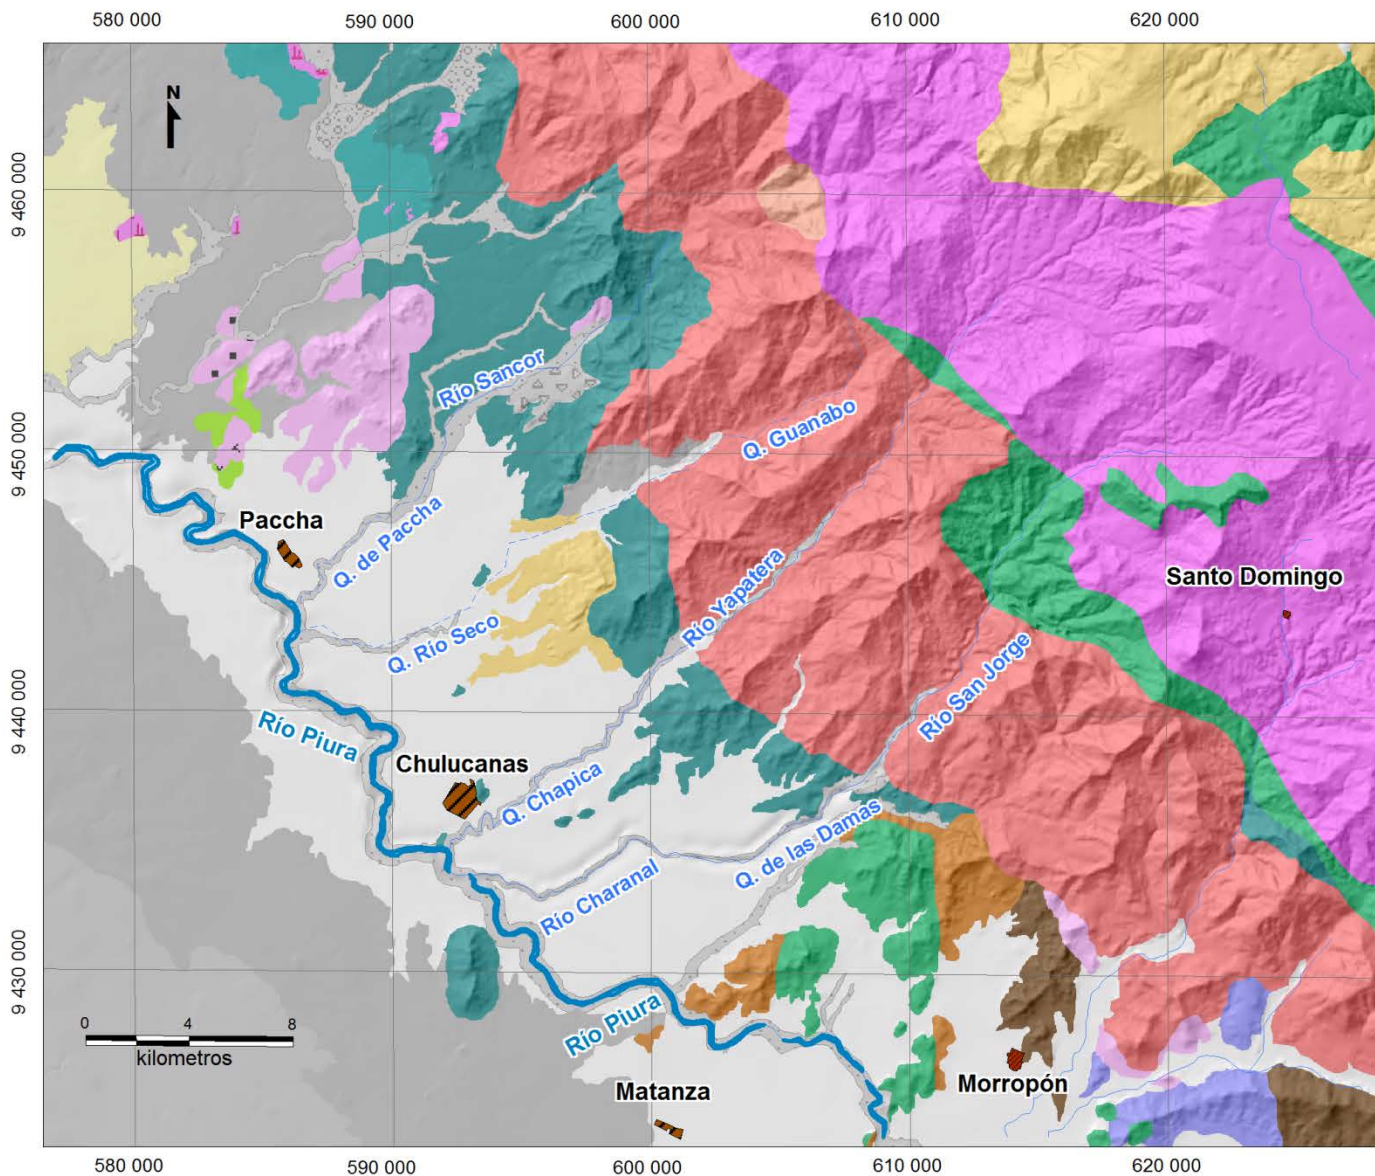 580 000
590 000
600 000
610 000
620 000
N
9 460 000
9 450 000
9 440 000
9 430 000
Río Sancor
Q. Guanabo
Paccha
Q. de Paccha
Santo Domingo
Q. Río Seco
Río Yapatera
Río San Jorge
Río Piura
Chulucanas
Q. Chapica
Q. de las Damas
Río Charanal
Río Piura
0 4 8
kilometros
Matanza
Morropón
580 000
590 000
600 000
610 000
620 000